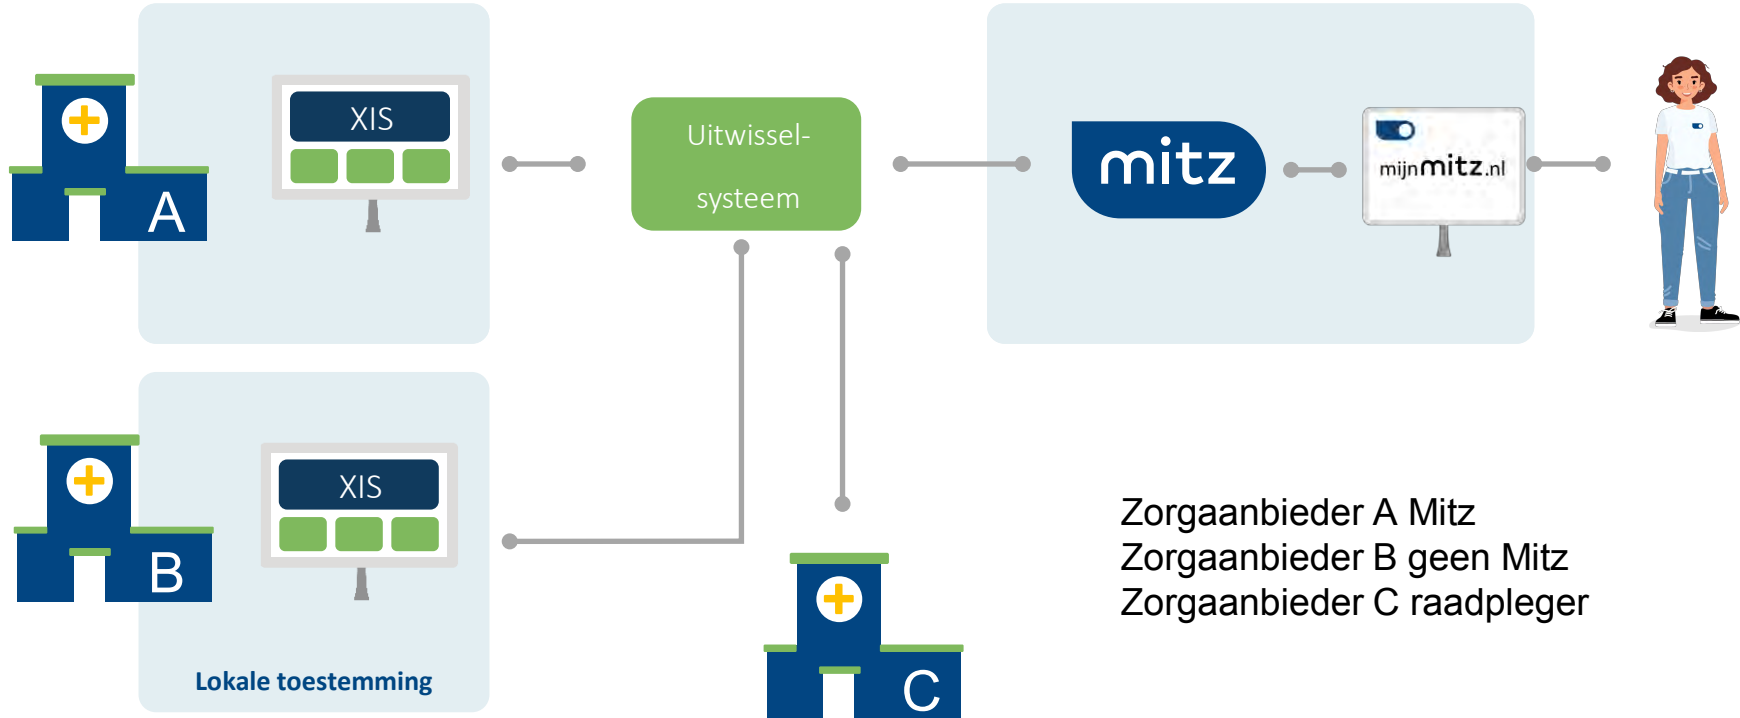 A
XIS
Uitwissel-
systeem
mitz
mijnmitz.nl
B
XIS
Lokale toestemming
C
Zorgaanbieder A Mitz
Zorgaanbieder B geen Mitz
Zorgaanbieder C raadpleger